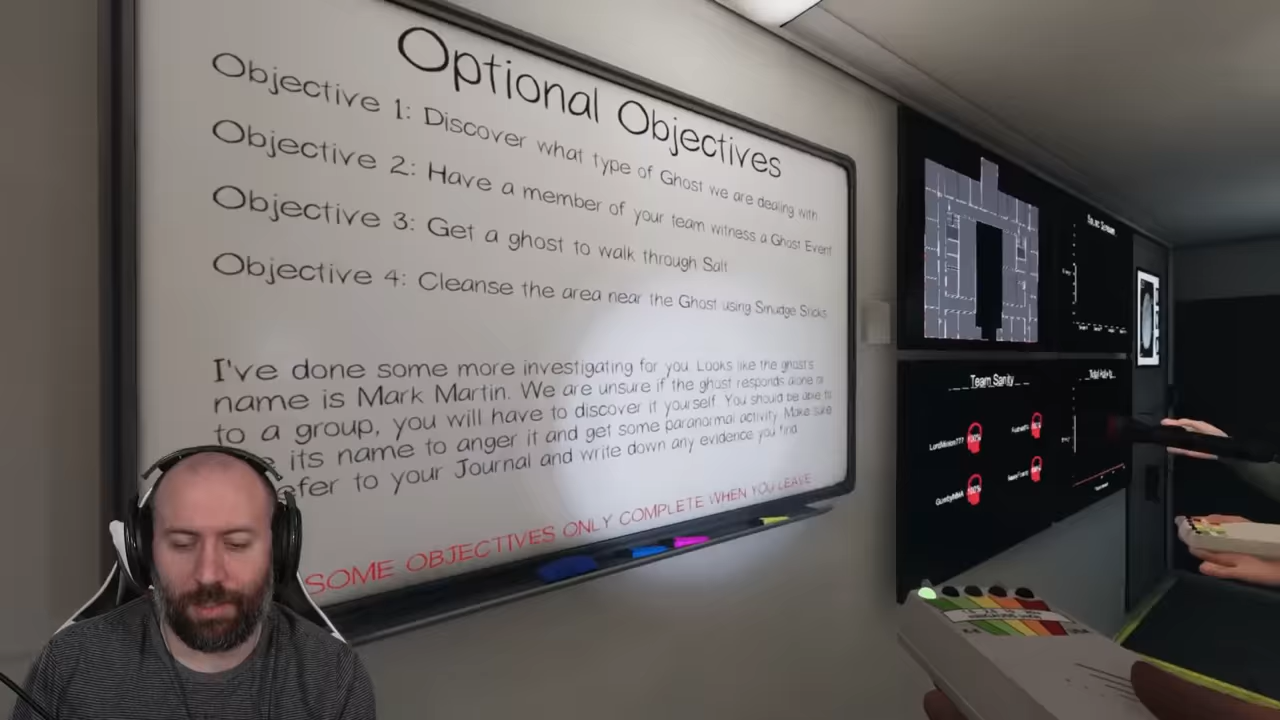 Optional Objectives
Objective 1: Discover what type of Ghost we are dealing with
Objective 2: Have a member of your team witness a Ghost Event
Objective 3: Get a ghost to walk through Salt
Objective 4: Cleanse the area near the Ghost using Smudge Sticks
I've done some more investigating for you. Looks like the ghost's
name is Mark Martin. We are unsure if the ghost responds alone or
to a group, you will have to discover it yourself. You should be able to
its name to anger it and get some paranormal activity. Make sure
efer to your Journal and write down any evidence you find.
SOME OBJECTIVES ONLY COMPLETE WHEN YOU LEAVE
Team Sanity
LordMinion777
GumbyNHA